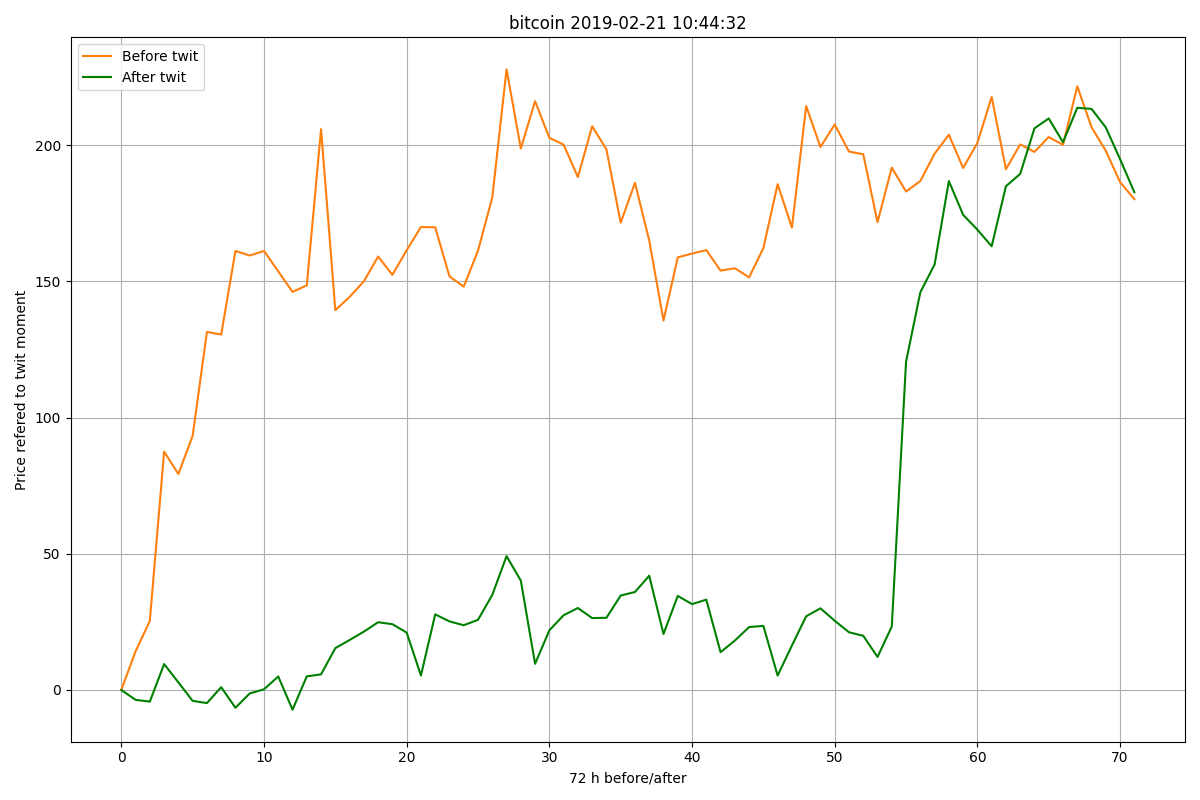 bitcoin 2019-02-21 10:44:32
Before twit
After twit
Price refered to twit moment
200
150
100
50
0
0 10 20 30 40 50 60 70
72 h before/after